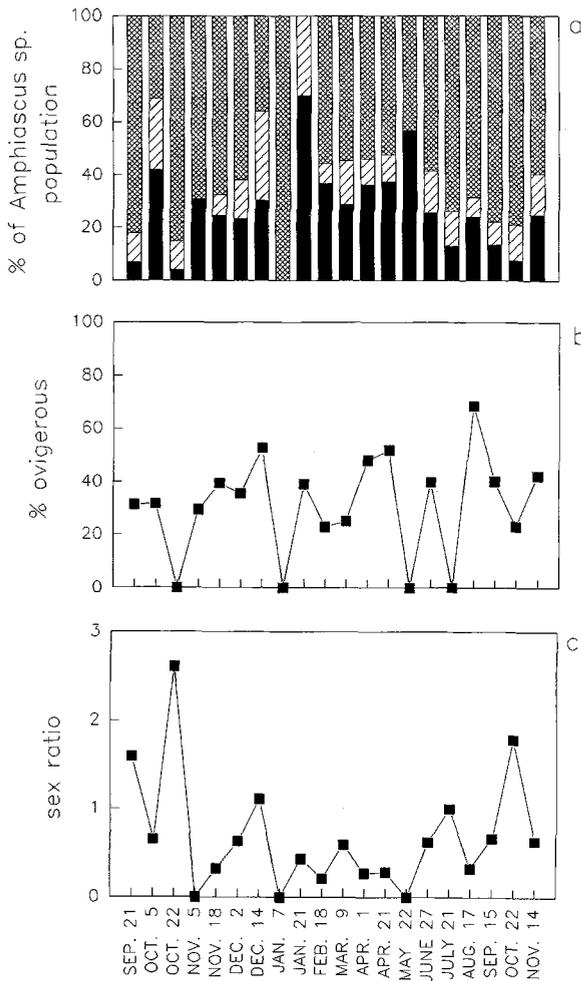 a
% of Amphiascus sp.
population
100
80
60
40
20
0
b
% ovigerous
100
80
60
40
20
0
c
sex ratio
3
2
1
0
SEP. 21
OCT. 5
OCT. 22
NOV. 5
NOV. 18
DEC. 2
DEC. 14
JAN. 7
JAN. 21
FEB. 18
MAR. 9
APR. 1
APR. 21
MAY 22
JUNE 27
JULY 21
AUG. 17
SEP. 15
OCT. 22
NOV. 14